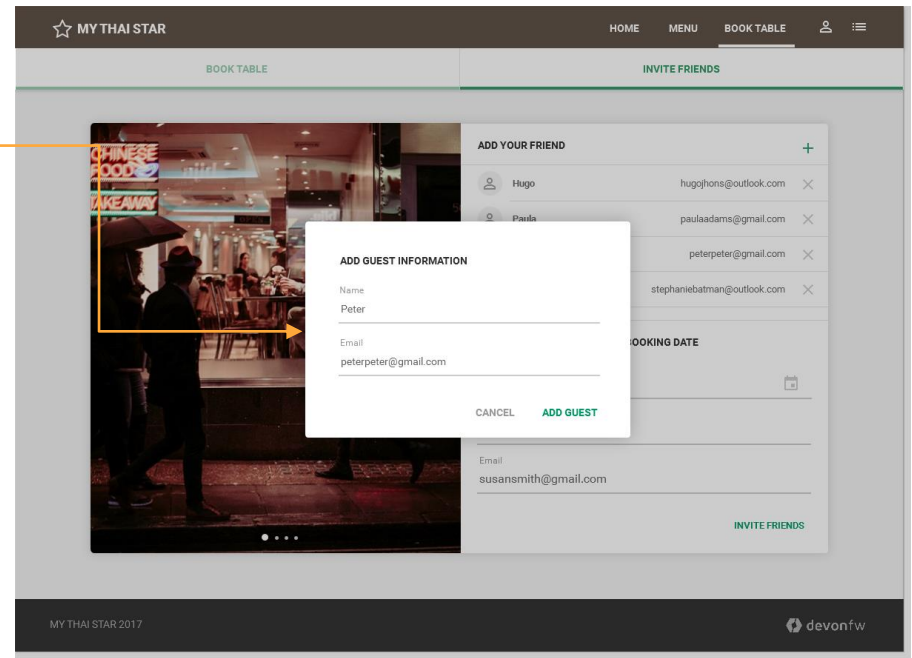 MY THAI STAR
HOME MENU BOOK TABLE
BOOK TABLE INVITE FRIENDS
CHINESE
FOOD
TAKEAWAY
ADD YOUR FRIEND
Hugo hugojhons@outlook.com
Paula paulaadams@gmail.com
peterpeter@gmail.com
stephaniebatman@outlook.com
ADD GUEST INFORMATION
Name
Peter
Email
peterpeter@gmail.com
CANCEL ADD GUEST
BOOKING DATE
Email
susansmith@gmail.com
INVITE FRIENDS
MY THAI STAR 2017
devonfw